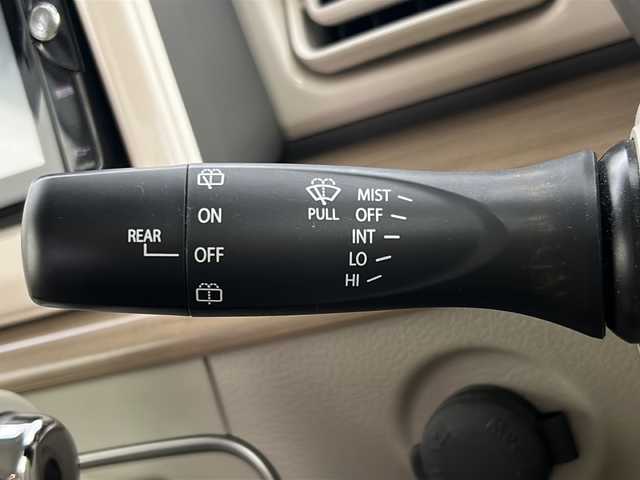 REAR
ON
OFF
PULL
MIST
OFF
INT
LO
HI